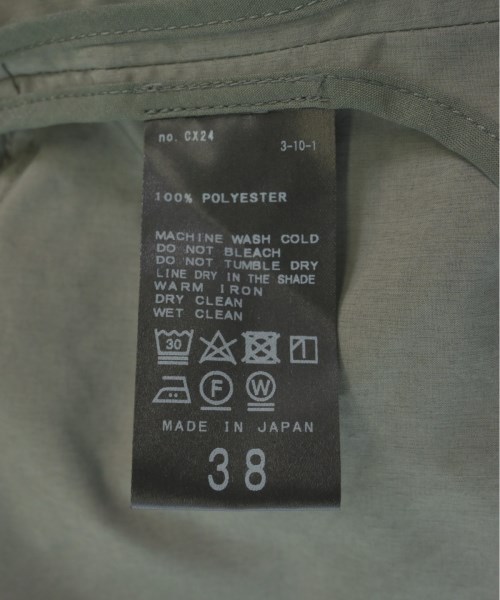 no. CX24
3-10-1
100% POLYESTER
MACHINE WASH COLD
DO NOT BLEACH
DO NOT TUMBLE DRY
LINE DRY IN THE SHADE
WARM IRON
DRY CLEAN
WET CLEAN
30
F
W
MADE IN JAPAN
38